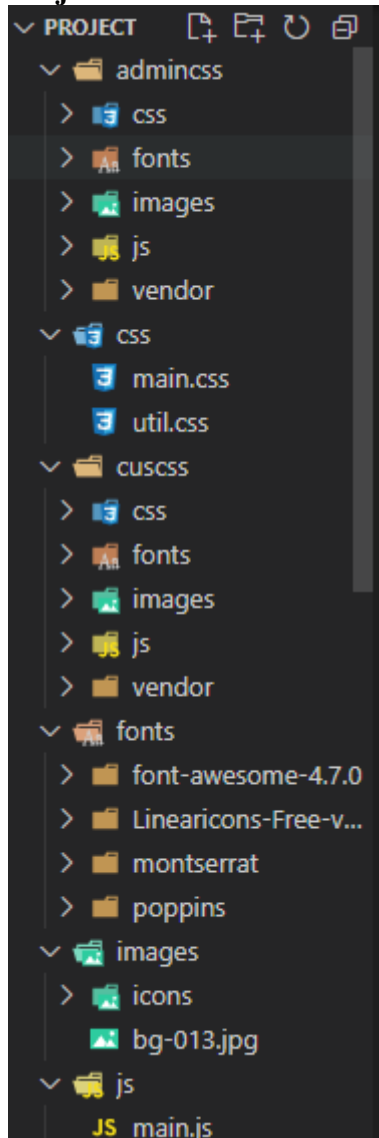 PROJECT
admincss
css
fonts
images
js
vendor
css
main.css
util.css
cuscss
css
fonts
images
js
vendor
fonts
font-awesome-4.7.0
Linearicons-Free-v...
montserrat
poppins
images
icons
bg-013.jpg
js
JS main.js